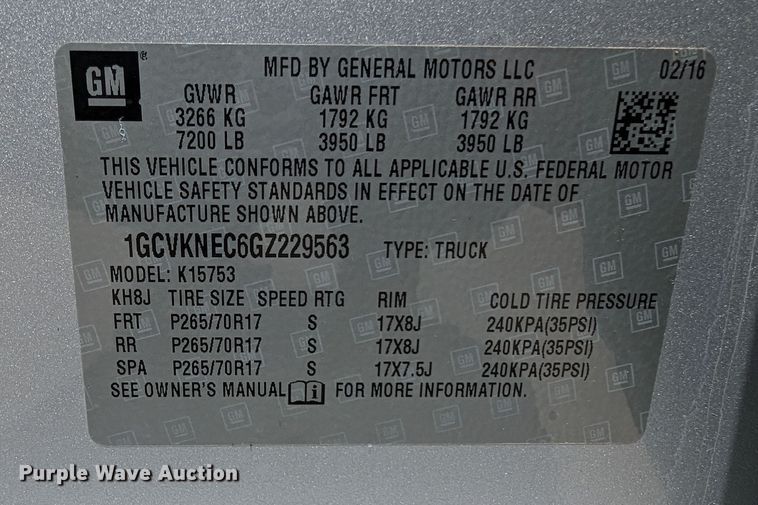 GM
MFD BY GENERAL MOTORS LLC 02/16
GVWR GAWR FRT GAWR RR
3266 KG 1792 KG 1792 KG
7200 LB 3950 LB 3950 LB
THIS VEHICLE CONFORMS TO ALL APPLICABLE U.S. FEDERAL MOTOR
VEHICLE SAFETY STANDARDS IN EFFECT ON THE DATE OF
MANUFACTURE SHOWN ABOVE.
1GCVKNEC6GZ229563 TYPE: TRUCK
MODEL: K15753
KH8J TIRE SIZE SPEED RTG RIM COLD TIRE PRESSURE
FRT P265/70R17 S 17X8J 240KPA(35PSI)
RR P265/70R17 S 17X8J 240KPA(35PSI)
SPA P265/70R17 S 17X7.5J 240KPA(35PSI)
SEE OWNER'S MANUAL FOR MORE INFORMATION.
Purple Wave Auction